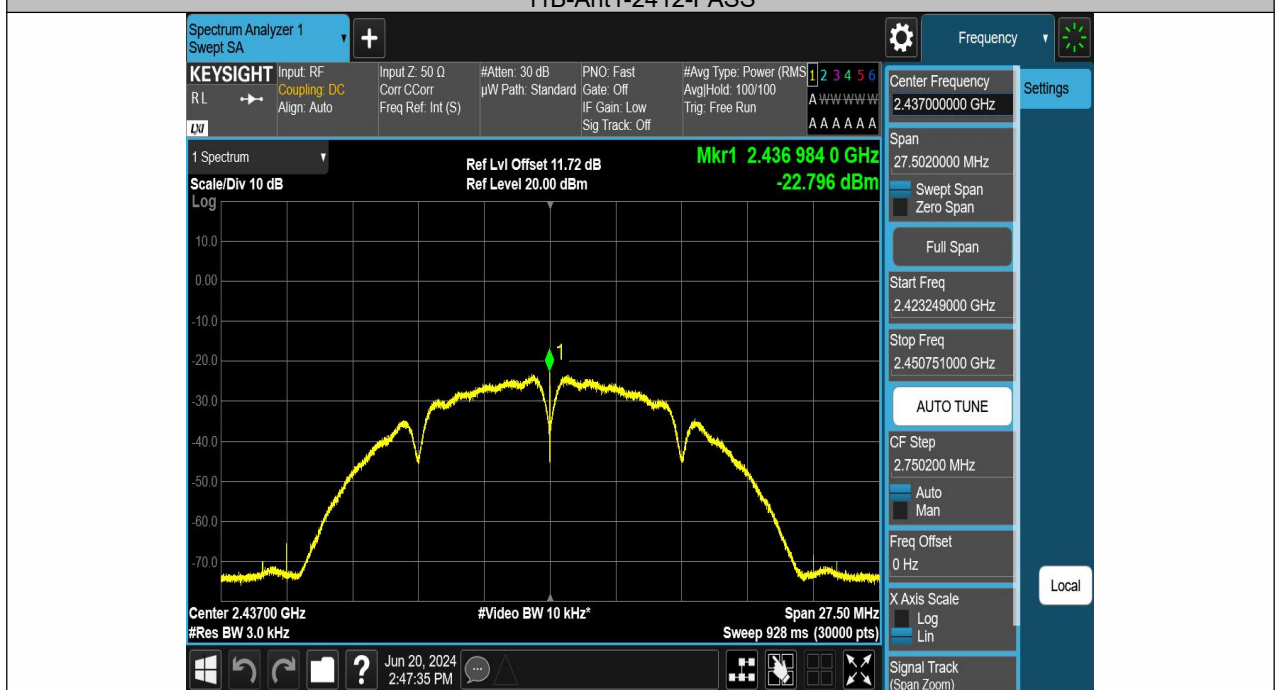 11B-Ant1-2412-PASS
Spectrum Analyzer 1
Swept SA
Frequency
KEYSIGHT
RL
LXI
Input: RF
Coupling: DC
Align: Auto
Input Z: 50 Ω
Corr CCorr
Freq Ref: Int (S)
#Atten: 30 dB
µW Path: Standard
PNO: Fast
Gate: Off
IF Gain: Low
Sig Track: Off
#Avg Type: Power (RMS
Avg|Hold: 100/100
Trig: Free Run
1 2 3 4 5 6
A W W W W W
A A A A A A
1 Spectrum
Scale/Div 10 dB
Log
Ref Lvl Offset 11.72 dB
Ref Level 20.00 dBm
Mkr1 2.436 984 0 GHz
-22.796 dBm
10.0
0.00
-10.0
-20.0
-30.0
-40.0
-50.0
-60.0
-70.0
1
Center 2.43700 GHz
#Res BW 3.0 kHz
#Video BW 10 kHz*
Span 27.50 MHz
Sweep 928 ms (30000 pts)
Jun 20, 2024
2:47:35 PM
Center Frequency
2.437000000 GHz
Settings
Span
27.5020000 MHz
Swept Span
Zero Span
Full Span
Start Freq
2.423249000 GHz
Stop Freq
2.450751000 GHz
AUTO TUNE
CF Step
2.750200 MHz
Auto
Man
Freq Offset
0 Hz
X Axis Scale
Log
Lin
Local
Signal Track
(Span Zoom)